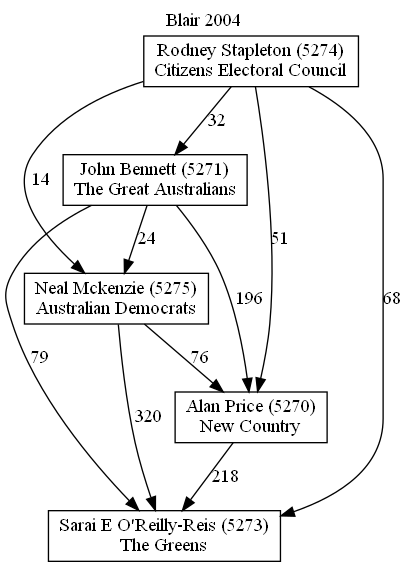 Blair 2004
Rodney Stapleton (5274)
Citizens Electoral Council
32
John Bennett (5271)
The Great Australians
14
24
51
Neal Mckenzie (5275)
Australian Democrats
196
68
79
76
Alan Price (5270)
New Country
320
218
Sarai E O'Reilly-Reis (5273)
The Greens